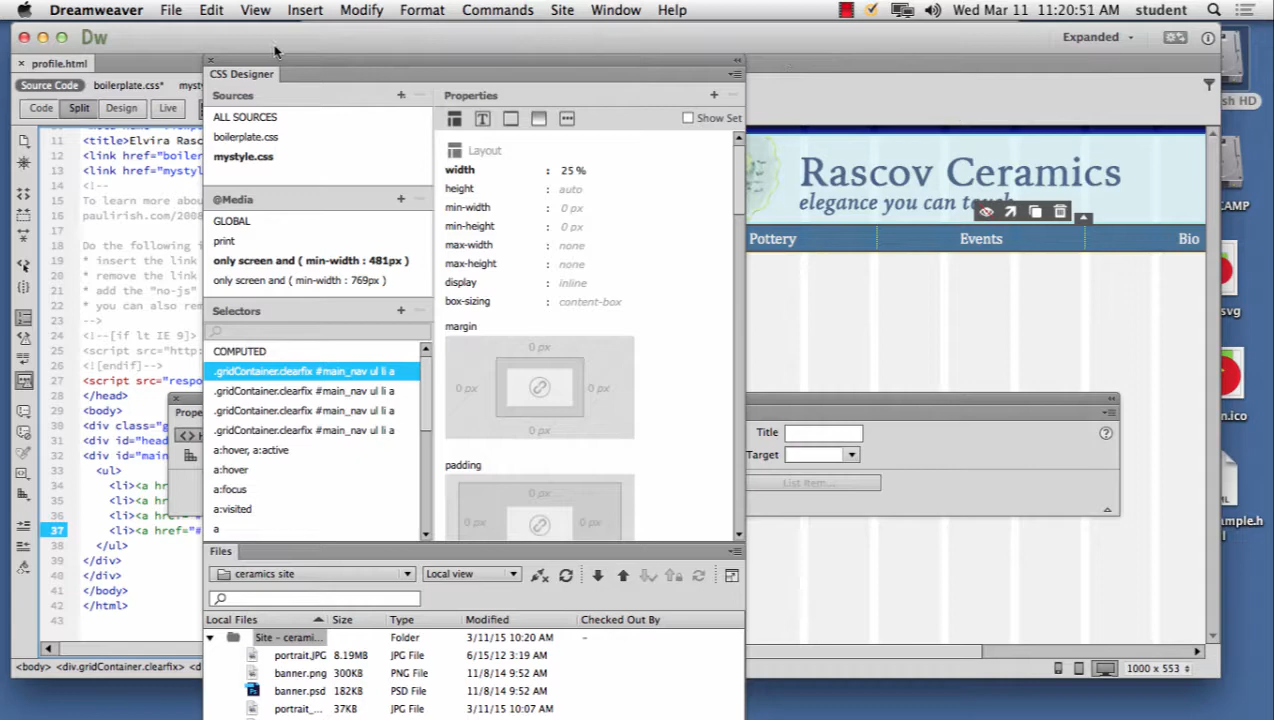 Dreamweaver File Edit View Insert Modify Format Commands Site Window Help Wed Mar 11 11:20:51 AM student
Dw Expanded
× profile.html
Source Code boilerplate.css* myst
Code Split Design Live
CSS Designer
Sources
ALL SOURCES
boilerplate.css
mystyle.css
@Media
GLOBAL
print
only screen and ( min-width : 481px )
only screen and ( min-width : 769px )
Selectors
COMPUTED
.gridContainer.clearfix #main_nav ul li a
.gridContainer.clearfix #main_nav ul li a
.gridContainer.clearfix #main_nav ul li a
.gridContainer.clearfix #main_nav ul li a
a:hover, a:active
a:hover
a:focus
a:visited
a
Properties
Show Set
Layout
width : 25 %
height : auto
min-width : 0 px
min-height : 0 px
max-width : none
max-height : none
display : inline
box-sizing : content-box
margin
0 px
0 px 0 px
0 px
padding
0 px
0 px 0 px
11 <title>Elvira Rasc
12 <link href="boiler
13 <link href="mystyl
14 <!--
15 To learn more abou
paulirish.com/2008
16
17
18 Do the following i
19 * insert the link
20 * remove the link
21 * add the "no-js"
22 * you can also rem
23 -->
24 <!--[if lt IE 9]>
25 <script src="http:
26 <![endif]-->
27 <script src="respo
28 </head>
29 <body>
30 <div class="g
31 <div id="head
32 <div id="main
33 <ul>
34 <li><a hr
35 <li><a hr
36 <li><a hr
37 <li><a href="#
38 </ul>
39 </div>
40 </div>
41 </body>
42 </html>
43
Prope
<> H
Rascov Ceramics
elegance you can touch
Pottery Events Bio
Title
Target
List Item...
Files
ceramics site Local view
Local Files Size Type Modified Checked Out By
Site – cerami... Folder 3/11/15 10:20 AM -
portrait.JPG 8.19MB JPG File 6/15/12 3:19 AM
banner.png 300KB PNG File 11/8/14 9:52 AM
banner.psd 182KB PSD File 11/8/14 9:52 AM
portrait_... 37KB JPG File 3/11/15 10:07 AM
<body> <div.gridContainer.clearfix> <d
1000 x 553
sh HD
CAMP
svg
n.ico
ML
ample.h
l